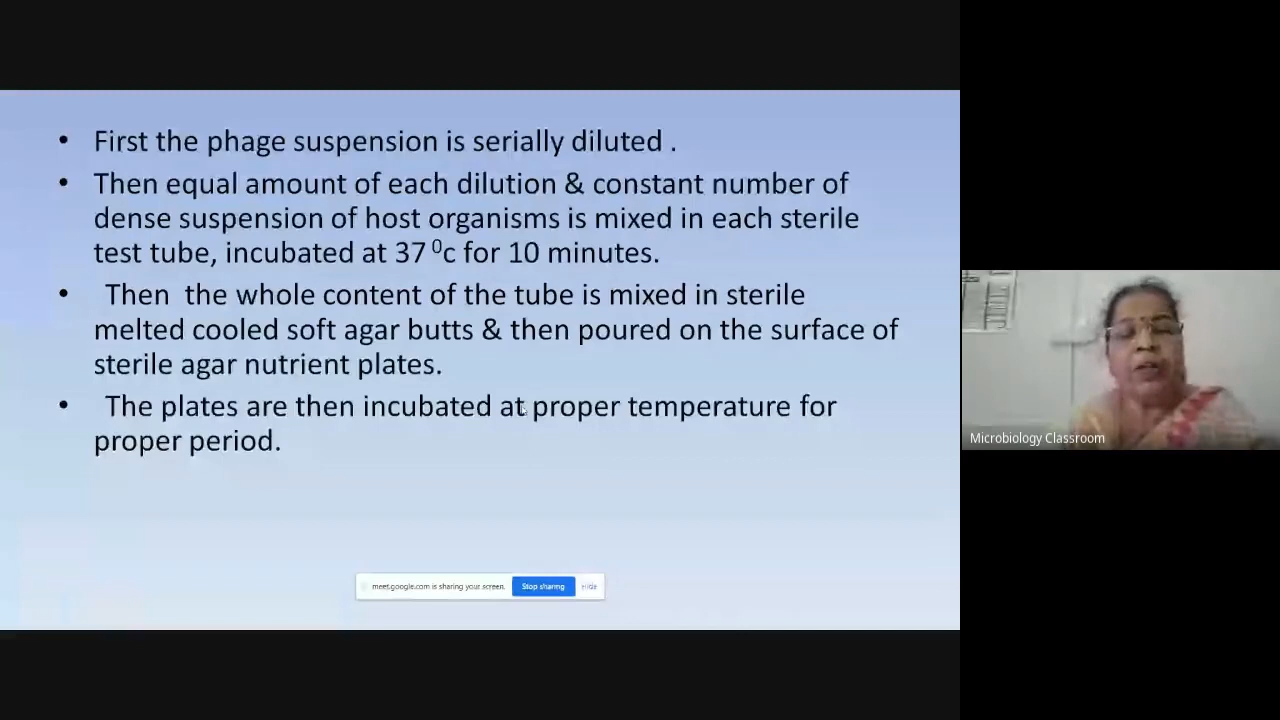 • First the phage suspension is serially diluted .
• Then equal amount of each dilution & constant number of
dense suspension of host organisms is mixed in each sterile
test tube, incubated at 37 ⁰c for 10 minutes.
• Then the whole content of the tube is mixed in sterile
melted cooled soft agar butts & then poured on the surface of
sterile agar nutrient plates.
• The plates are then incubated at proper temperature for
proper period.
meet.google.com is sharing your screen. Stop sharing Hide
Microbiology Classroom